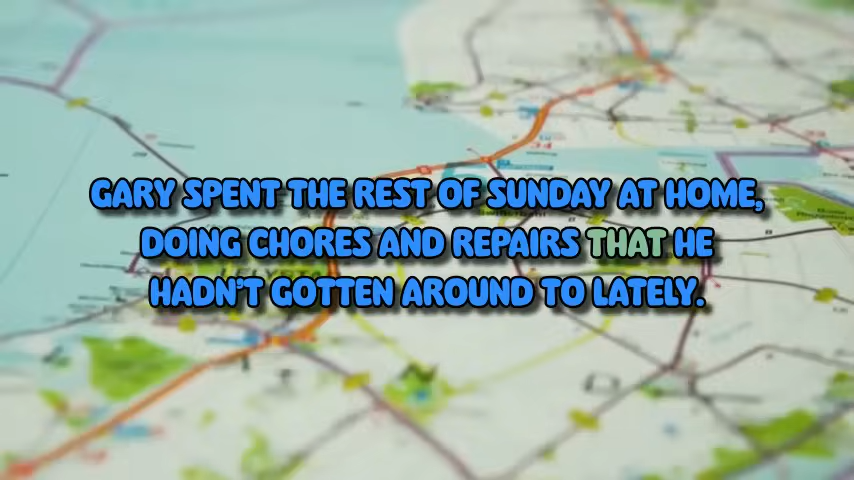 GARY SPENT THE REST OF SUNDAY AT HOME,
DOING CHORES AND REPAIRS THAT HE
HADN'T GOTTEN AROUND TO LATELY.